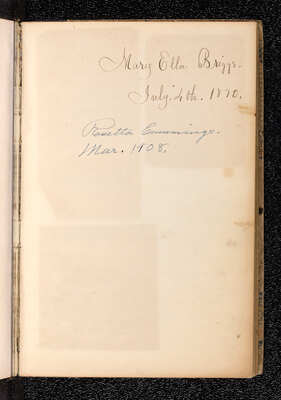 Mary Ella Briggs.
July 4th. 1870.
Rosetta Cummings.
Mar. 1908.